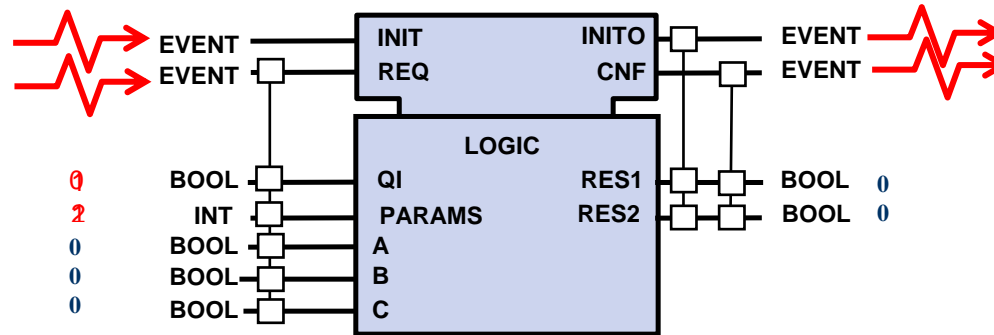 EVENT INIT INITO EVENT
EVENT REQ CNF EVENT
LOGIC
BOOL QI RES1 BOOL 0
INT PARAMS RES2 BOOL 0
0 BOOL A
0 BOOL B
0 BOOL C